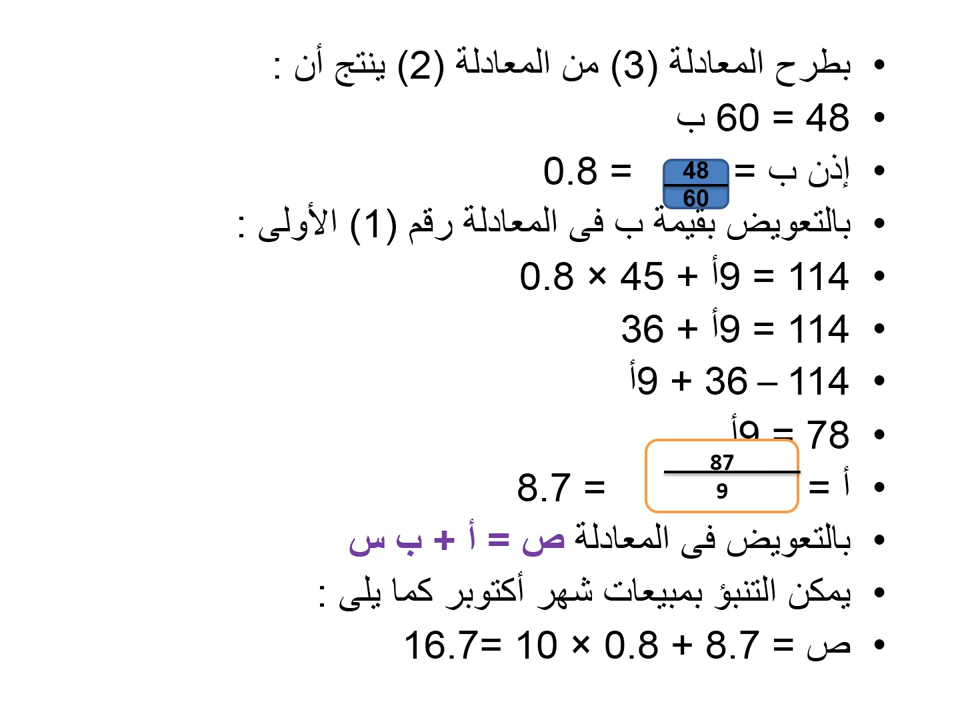 • بطرح المعادلة (3) من المعادلة (2) ينتج أن :
• 48 = 60 ب
• إذن ب = 48/60 = 0.8
• بالتعويض بقيمة ب فى المعادلة رقم (1) الأولى :
• 114 = 9أ + 45 × 0.8
• 114 = 9أ + 36
• 114 – 36 + 9أ
• 78 = 9أ
• أ = 87/9 = 8.7
• بالتعويض فى المعادلة ص = أ + ب س
• يمكن التنبؤ بمبيعات شهر أكتوبر كما يلى :
• ص = 8.7 + 0.8 × 10 =16.7